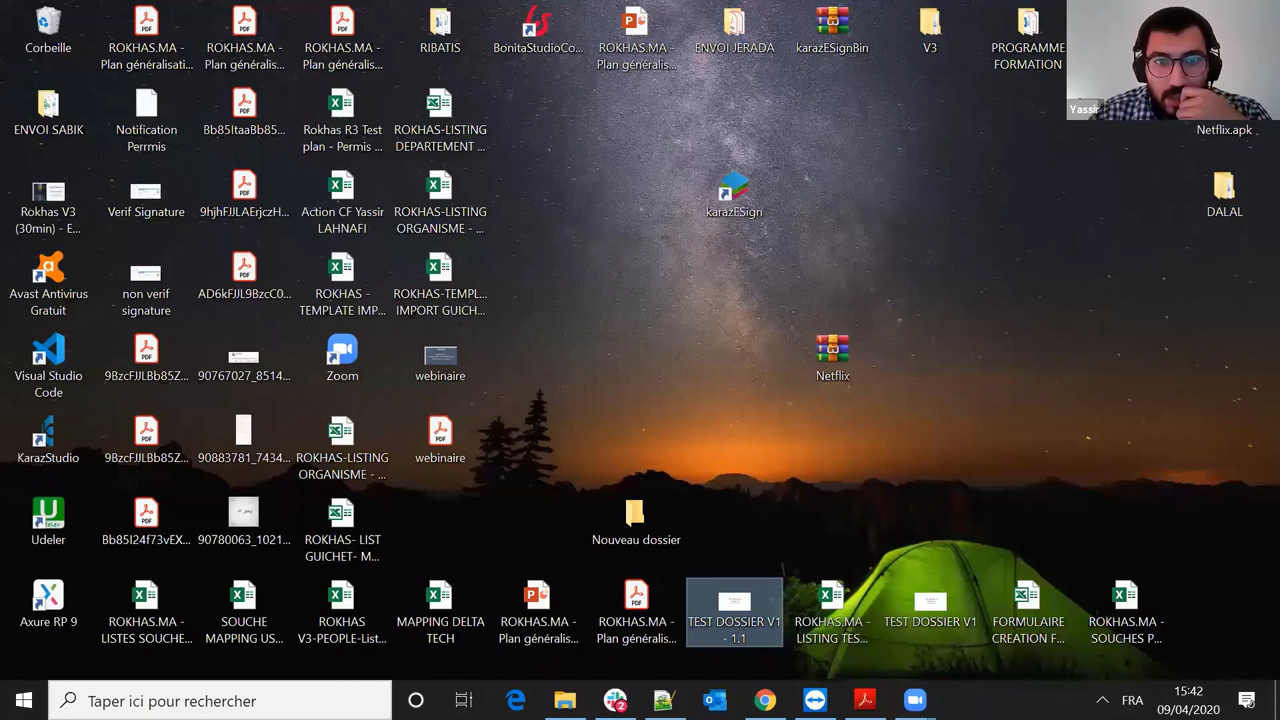 Corbeille
ROKHAS.MA -
Plan généralisati...
ROKHAS.MA -
Plan généralis...
ROKHAS.MA -
Plan généralis...
RIBATIS
BonitaStudioCo...
ROKHAS.MA -
Plan généralis...
ENVOI JERADA
karazESignBin
V3
PROGRAMME
FORMATION
Yassir
Netflix.apk
ENVOI SABIK
Notification
Perrmis
Bb85ItaaBb85...
Rokhas R3 Test
plan - Permis ...
ROKHAS-LISTING
DEPARTEMENT ...
Rokhas V3
(30min) - E...
Verif Signature
9hjhFJJLAErjczH...
Action CF Yassir
LAHNAFI
ROKHAS-LISTING
ORGANISME - ...
karazESign
DALAL
Avast Antivirus
Gratuit
non verif
signature
AD6kFJJL9BzcC0...
ROKHAS -
TEMPLATE IMP...
ROKHAS-TEMPL...
IMPORT GUICH...
Visual Studio
Code
9BzcFJJLBb85Z...
90767027_8514...
Zoom
webinaire
Netflix
KarazStudio
9BzcFJJLBb85Z...
90883781_7434...
ROKHAS-LISTING
ORGANISME - ...
webinaire
Udeler
Bb85I24f73vEX...
90780063_1021...
ROKHAS- LIST
GUICHET- M...
Nouveau dossier
Axure RP 9
ROKHAS.MA -
LISTES SOUCHE...
SOUCHE
MAPPING US...
ROKHAS
V3-PEOPLE-List...
MAPPING DELTA
TECH
ROKHAS.MA -
Plan généralis...
ROKHAS.MA -
Plan généralis...
TEST DOSSIER V1
- 1.1
ROKHAS.MA -
LISTING TES...
TEST DOSSIER V1
FORMULAIRE
CREATION F...
ROKHAS.MA -
SOUCHES P...
Taper ici pour rechercher
2
FRA
15:42
09/04/2020